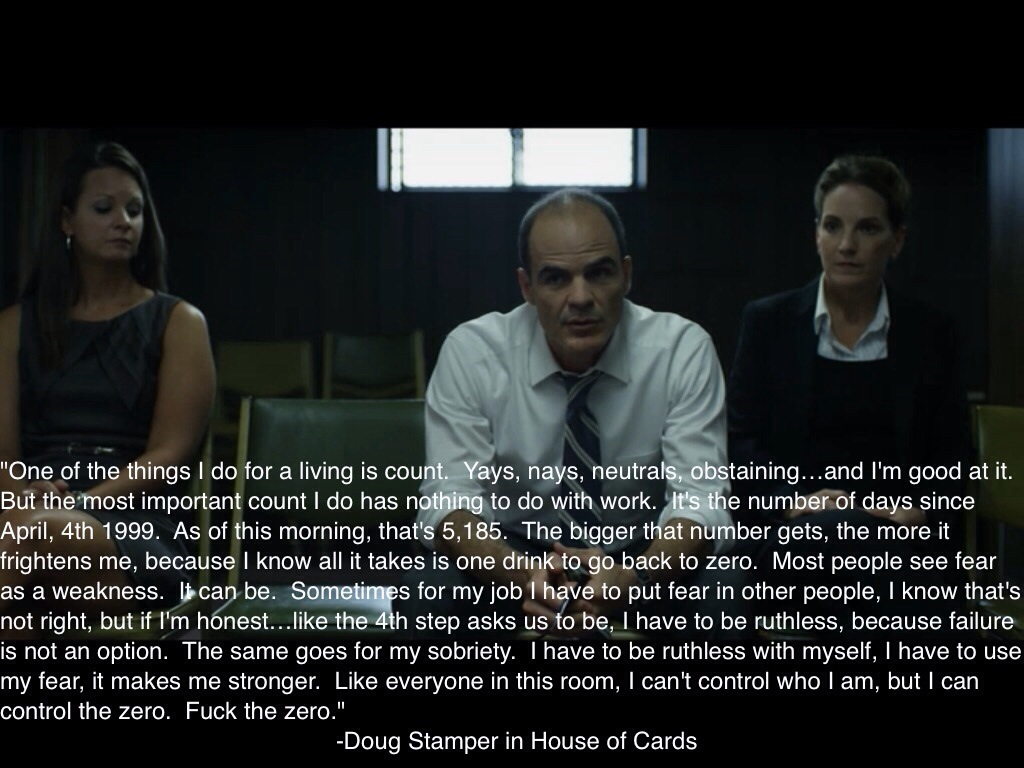 "One of the things I do for a living is count.  Yays, nays, neutrals, obstaining…and I'm good at it.
But the most important count I do has nothing to do with work.  It's the number of days since
April, 4th 1999.  As of this morning, that's 5,185.  The bigger that number gets, the more it
frightens me, because I know all it takes is one drink to go back to zero.  Most people see fear
as a weakness.  It can be.  Sometimes for my job I have to put fear in other people, I know that's
not right, but if I'm honest…like the 4th step asks us to be, I have to be ruthless, because failure
is not an option.  The same goes for my sobriety.  I have to be ruthless with myself, I have to use
my fear, it makes me stronger.  Like everyone in this room, I can't control who I am, but I can
control the zero.  Fuck the zero."
-Doug Stamper in House of Cards